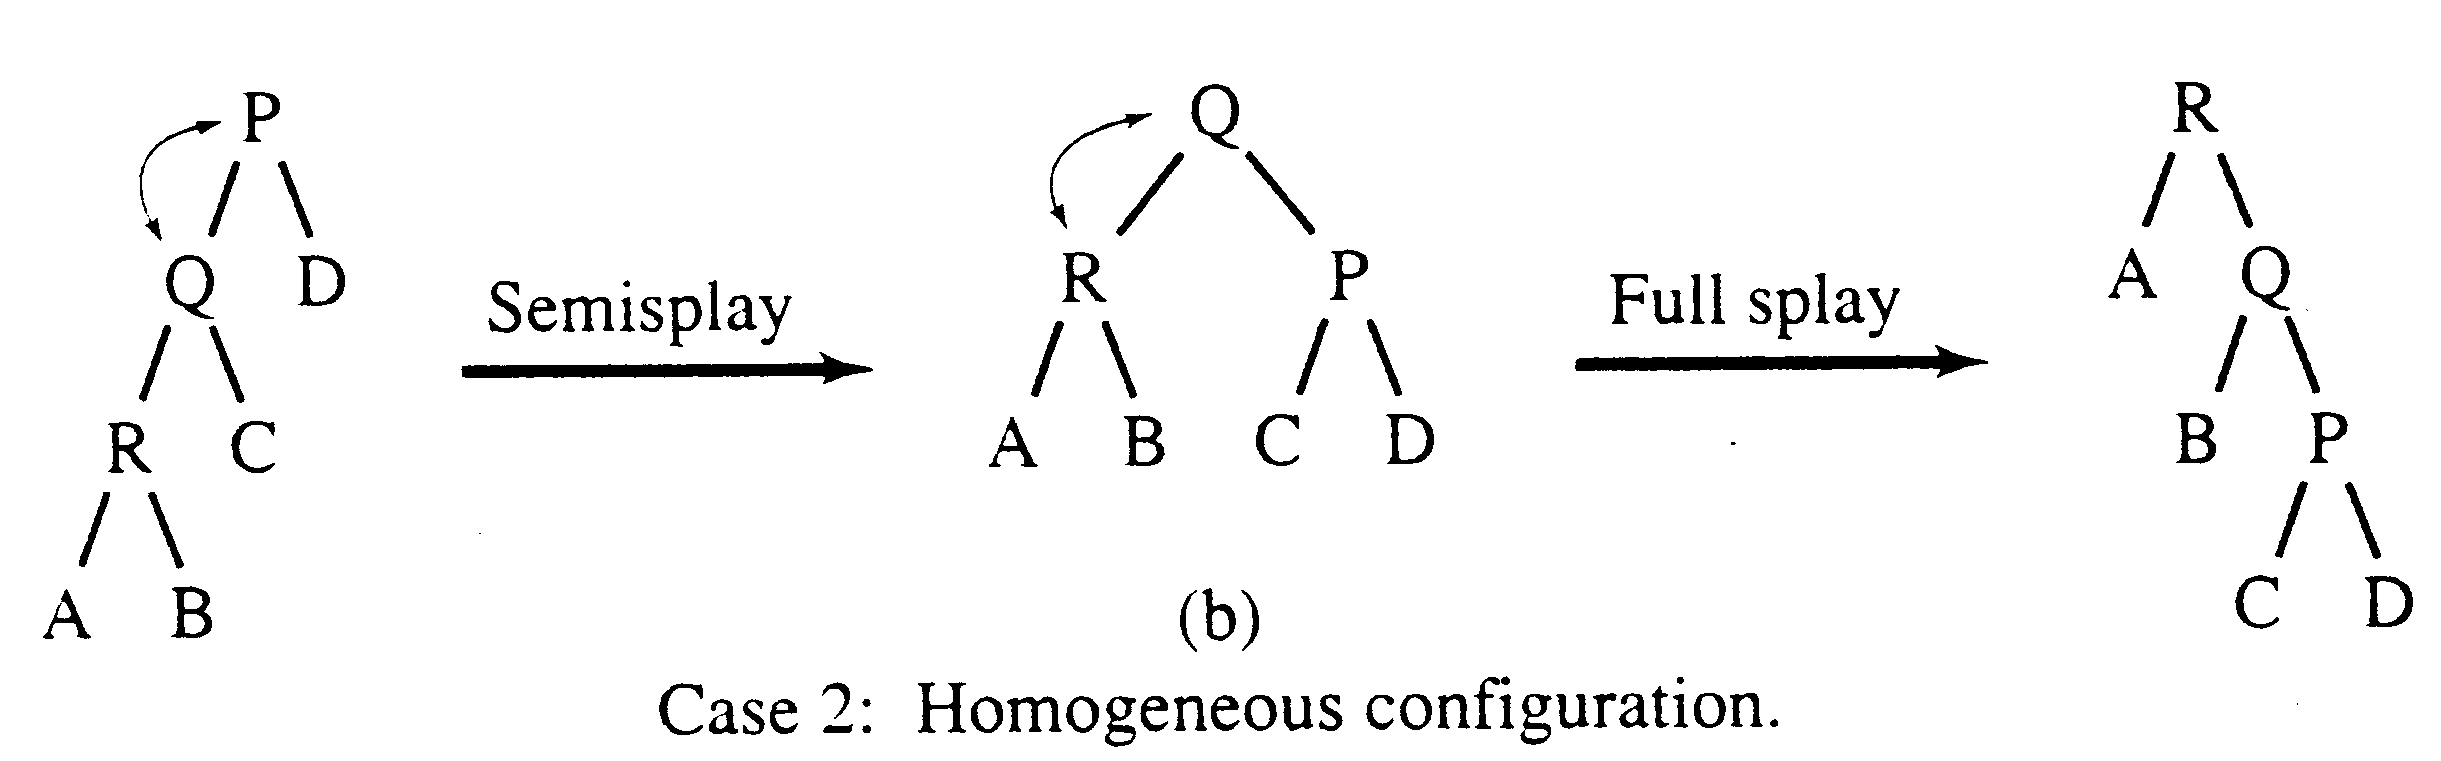 P Q R
Q D R P A Q
Semisplay Full splay
R C A B C D B P
A B C D
(b)
Case 2: Homogeneous configuration.